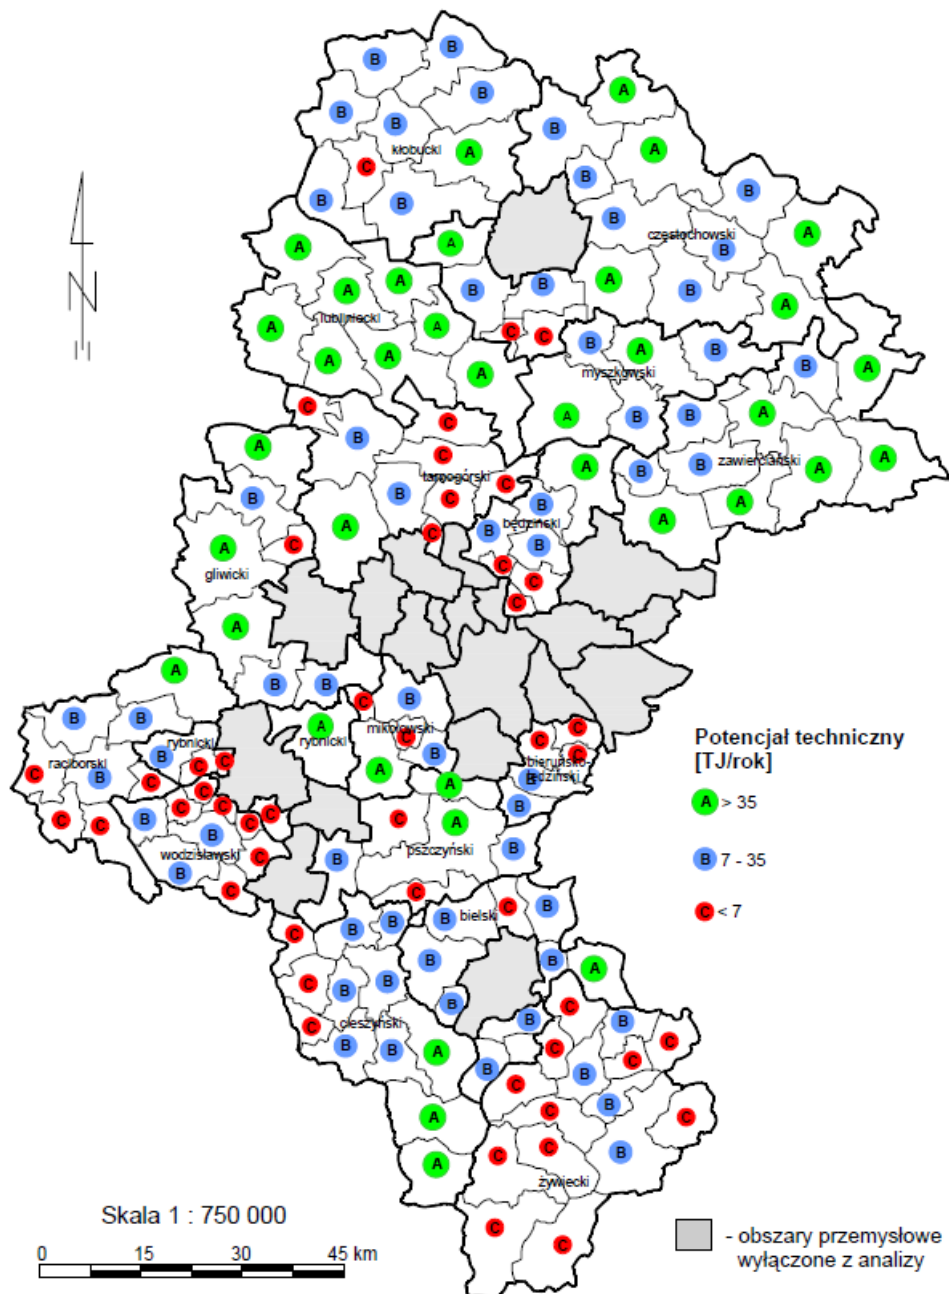 B
B
A
B
B
B
B
B
kłobucki
A
A
C
B
B
B
B
B
A
A
B
częstochowski
B
A
A
A
B
B
A
B
A
A
lubliniecki
A
A
C
C
B
A
B
B
A
A
A
A
myszkowski
A
C
B
C
A
B
B
A
A
C
tarnogórski
A
B
B
zawierciański
A
A
B
B
C
C
B
A
A
A
C
B
będziński
B
A
gliwicki
C
C
C
C
A
A
B
B
C
B
B
B
A
rybnicki
mikołowski
C
B
C
C
C
bieruńsko-
lędziński
B
raciborski
rybnicki
B
C
C
C
B
C
A
A
B
C
C
C
B
C
C
C
C
B
C
A
pszczyński
B
wodzisławski
B
C
B
C
B
C
bielski
B
C
B
C
B
B
B
B
A
C
B
B
B
C
cieszyński
B
B
A
B
C
B
C
C
C
B
C
B
B
C
A
C
B
A
C
C
żywiecki
C
C
N
Potencjał techniczny
[TJ/rok]
A > 35
B 7 - 35
C < 7
Skala 1 : 750 000
0 15 30 45 km
- obszary przemysłowe
wyłączone z analizy